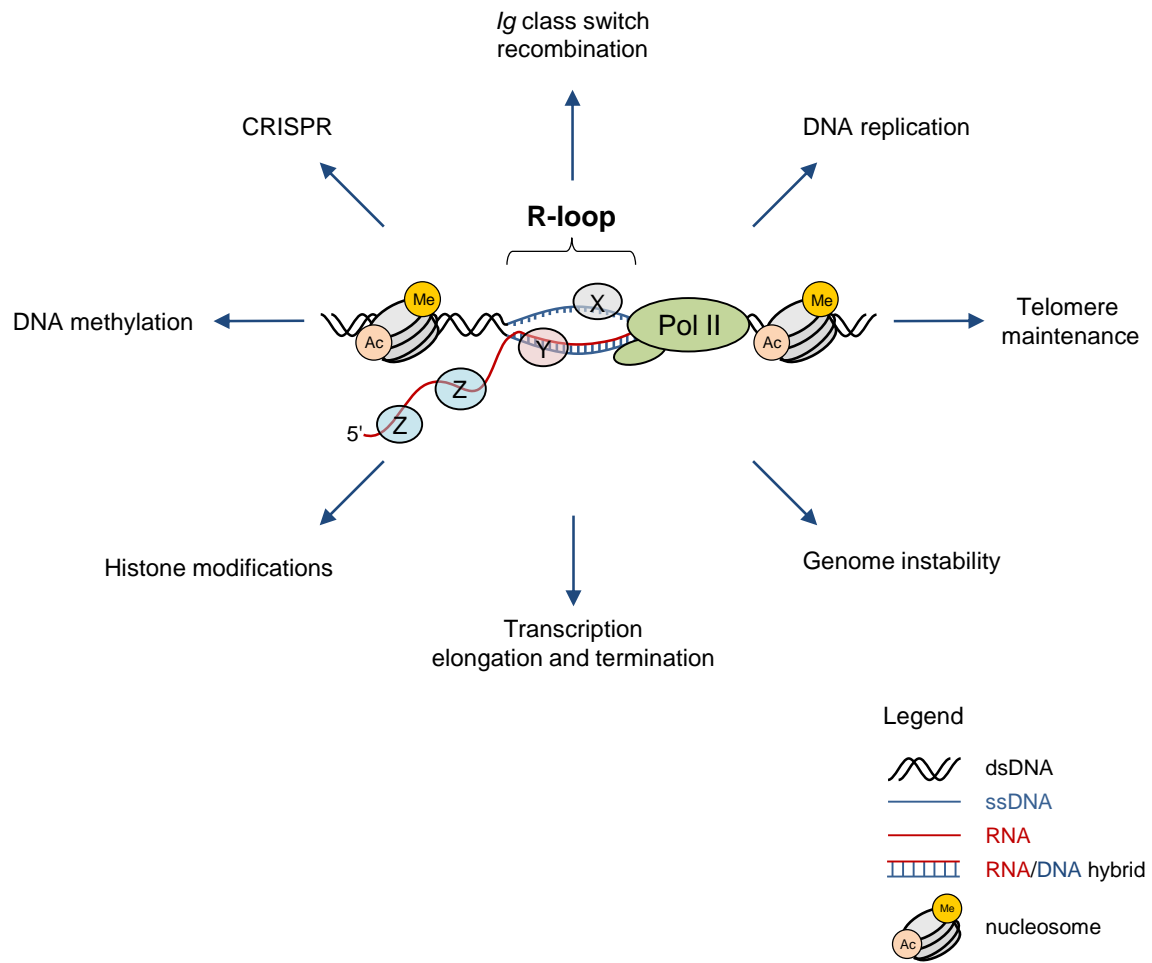 Ig class switch
recombination
CRISPR
DNA replication
R-loop
Me
X
Me
DNA methylation
Pol II
Telomere
maintenance
Ac
Y
Ac
Z
Z
5'
Histone modifications
Genome instability
Transcription
elongation and termination
Legend
dsDNA
ssDNA
RNA
RNA/DNA hybrid
Me
Ac
nucleosome